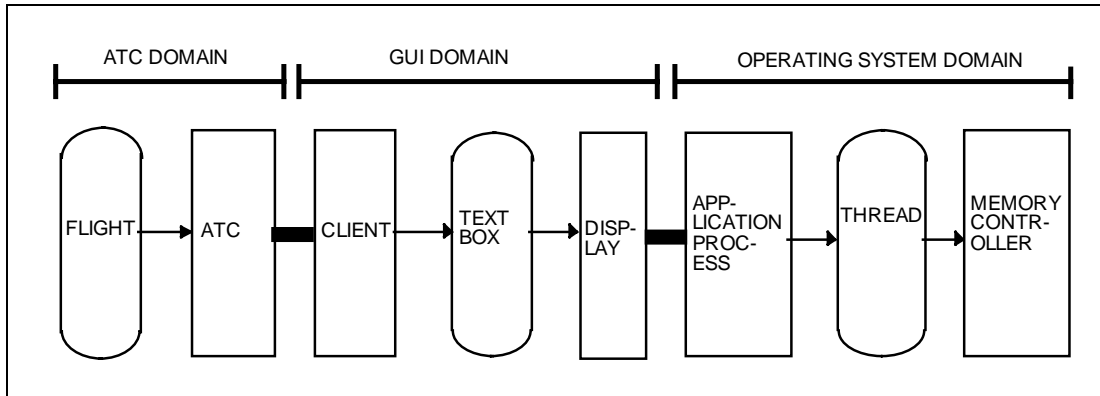 ATC DOMAIN
GUI DOMAIN
OPERATING SYSTEM DOMAIN
FLIGHT
ATC
CLIENT
TEXT
BOX
DISP-
LAY
APP-
LICATION
PROC-
ESS
THREAD
MEMORY
CONTR-
OLLER